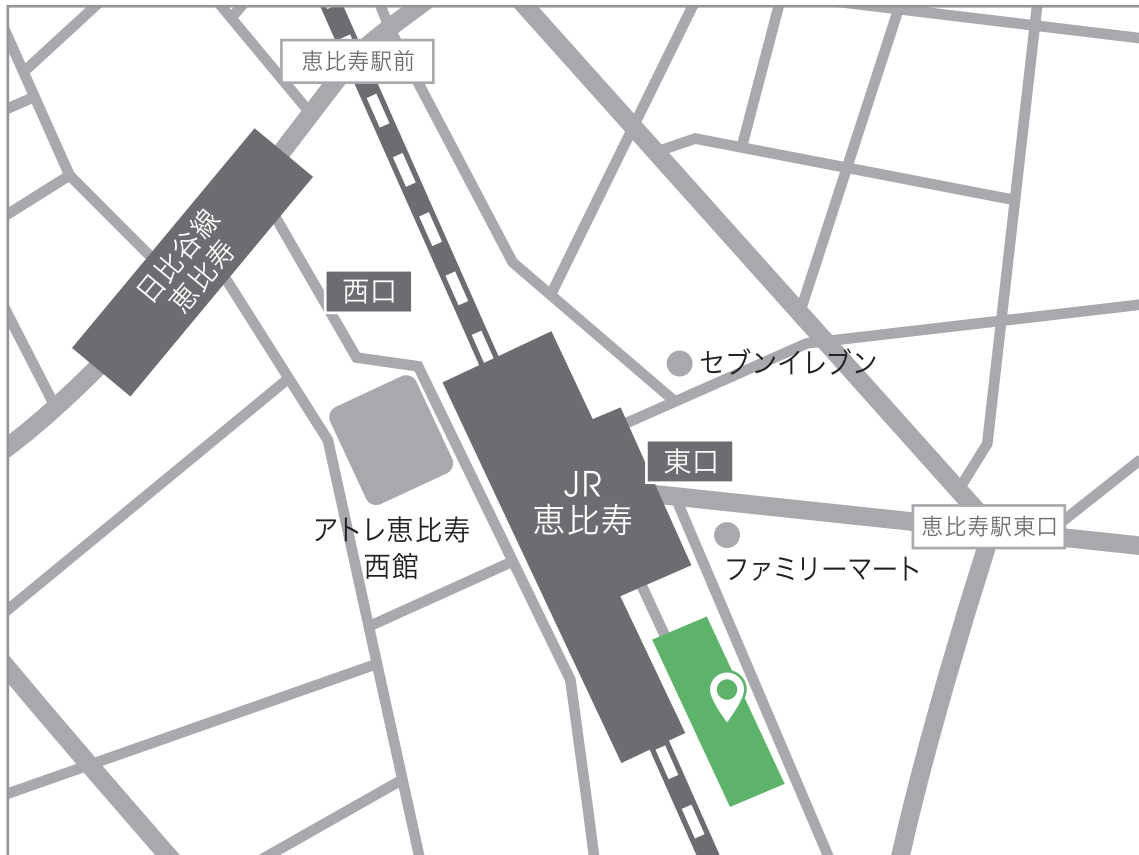 恵比寿駅前
日比谷線
恵比寿
西口
セブンイレブン
東口
JR
恵比寿
アトレ恵比寿
西館
恵比寿駅東口
ファミリーマート